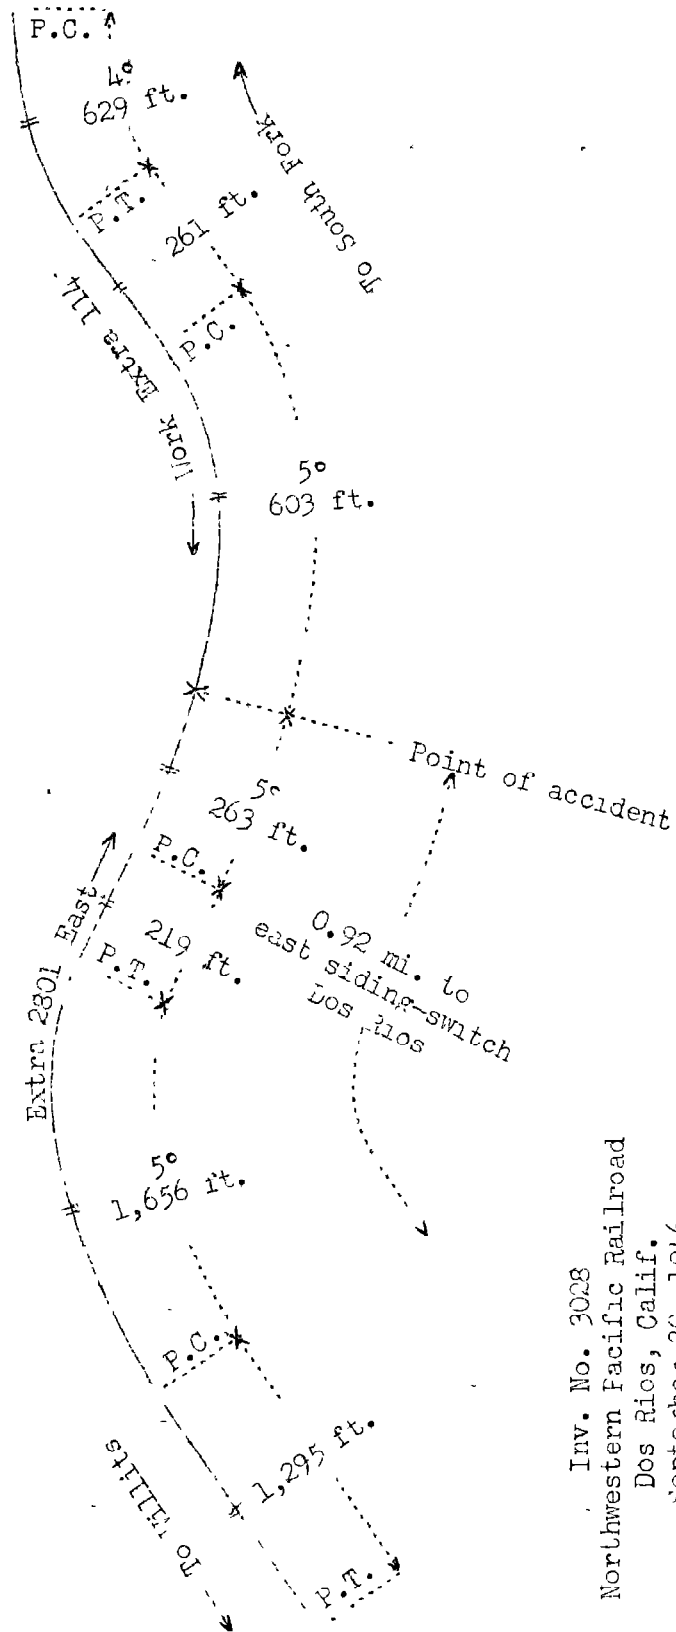 P.C.
4°
629 ft.
To South Fork
P.T.
261 ft.
P.C.
Work Extra 114
5°
603 ft.
Point of accident
5°
263 ft.
P.C.
219 ft.
P.T.
Extra 2801 East
0.92 mi. to
east siding-switch
Dos Rios
5°
1,656 ft.
P.C.
1,295 ft.
To Willits
P.T.
Inv. No. 3028
Northwestern Pacific Railroad
Dos Rios, Calif.